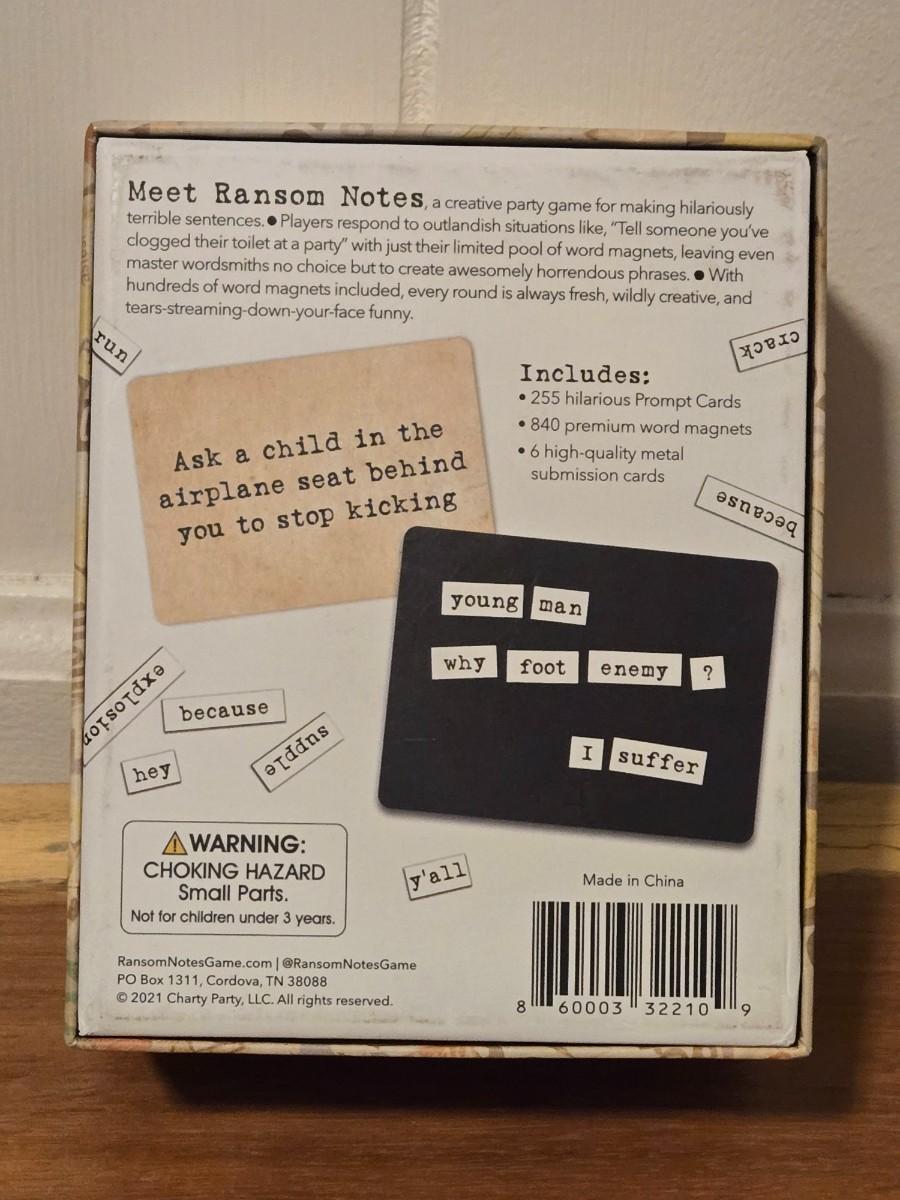 Meet Ransom Notes, a creative party game for making hilariously
terrible sentences. ● Players respond to outlandish situations like, “Tell someone you’ve
clogged their toilet at a party” with just their limited pool of word magnets, leaving even
master wordsmiths no choice but to create awesomely horrendous phrases. ● With
hundreds of word magnets included, every round is always fresh, wildly creative, and
tears-streaming-down-your-face funny.
run
crack
Ask a child in the
airplane seat behind
you to stop kicking
Includes:
• 255 hilarious Prompt Cards
• 840 premium word magnets
• 6 high-quality metal
submission cards
because
young man
why foot enemy ?
I suffer
explosion
because
hey
supple
y'all
⚠WARNING:
CHOKING HAZARD
Small Parts.
Not for children under 3 years.
RansomNotesGame.com | @RansomNotesGame
PO Box 1311, Cordova, TN 38088
© 2021 Charty Party, LLC. All rights reserved.
Made in China
8 60003 32210 9